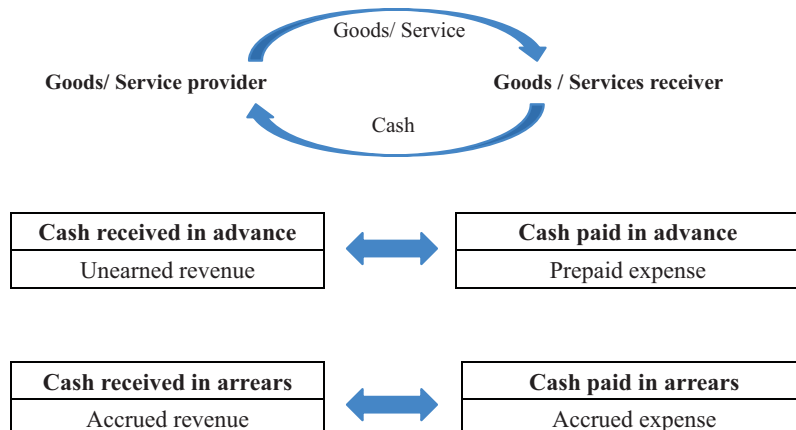 Goods/ Service
Goods/ Service provider
Goods / Services receiver
Cash
Cash received in advance
Cash paid in advance
Unearned revenue
Prepaid expense
Cash received in arrears
Cash paid in arrears
Accrued revenue
Accrued expense